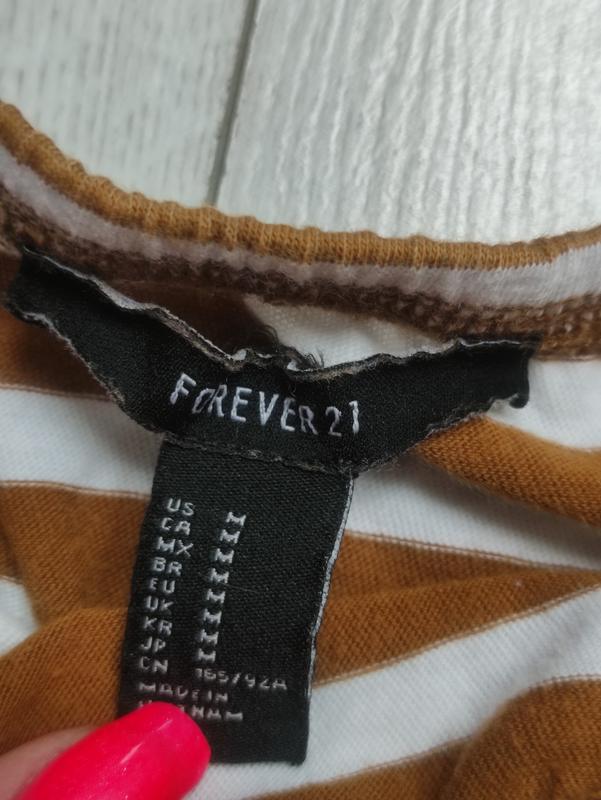 FOREVER 21
US M
CA M
MX M
BR M
EU M
UK M
KR M
JP M
CN 165/92A
MADE IN